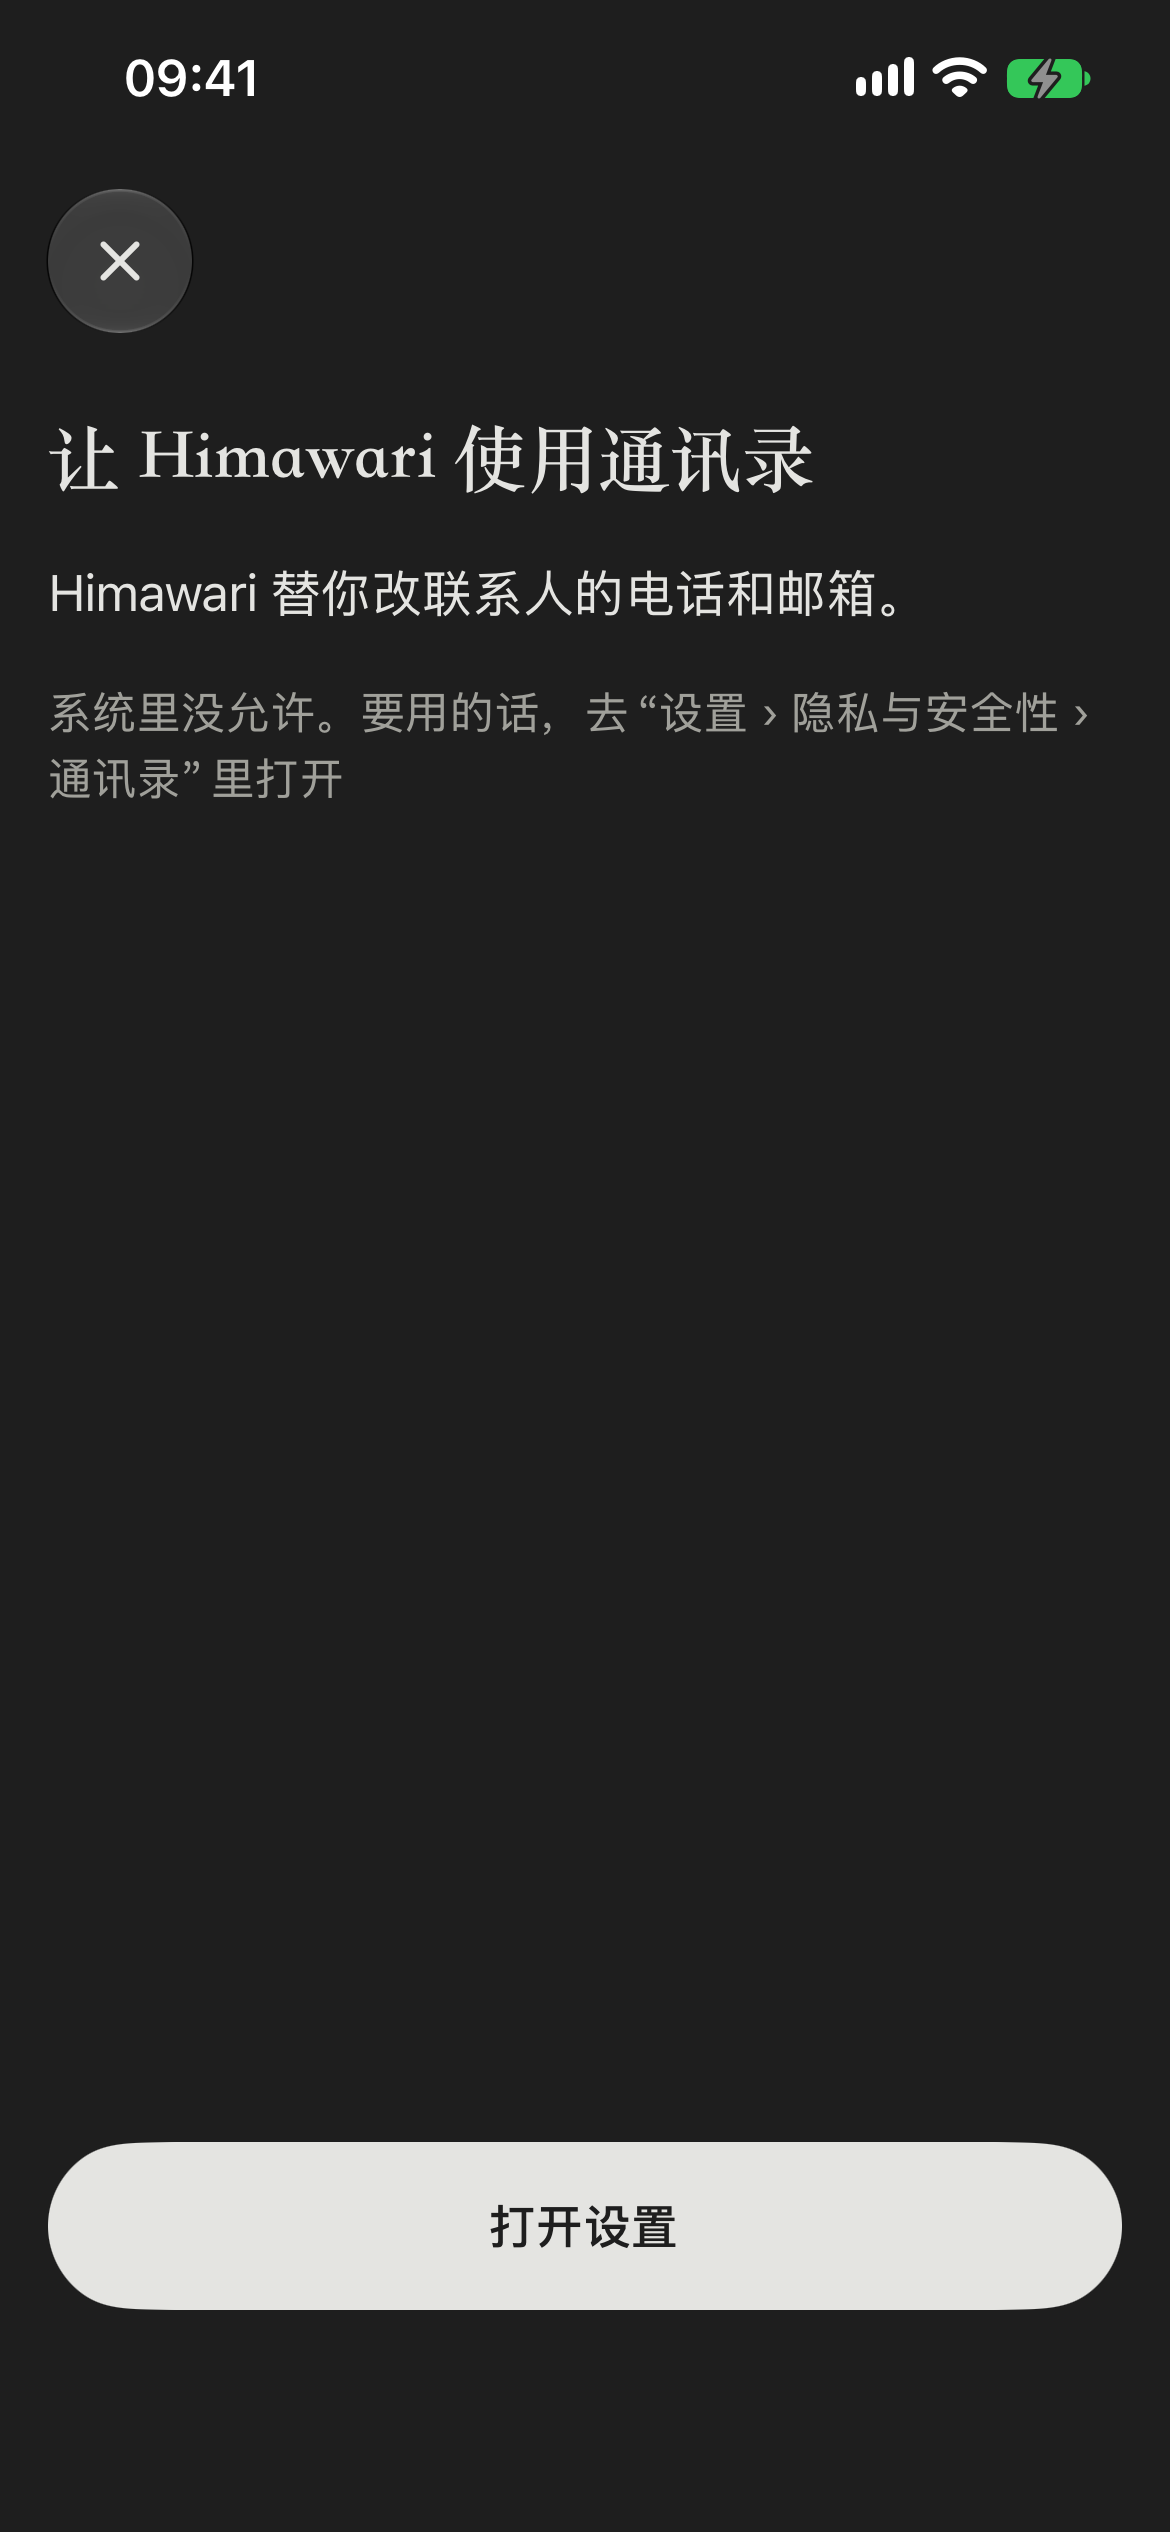 09:41
让 Himawari 使用通讯录
Himawari 替你改联系人的电话和邮箱。
系统里没允许。要用的话，去 “设置 › 隐私与安全性 ›
通讯录” 里打开
打开设置